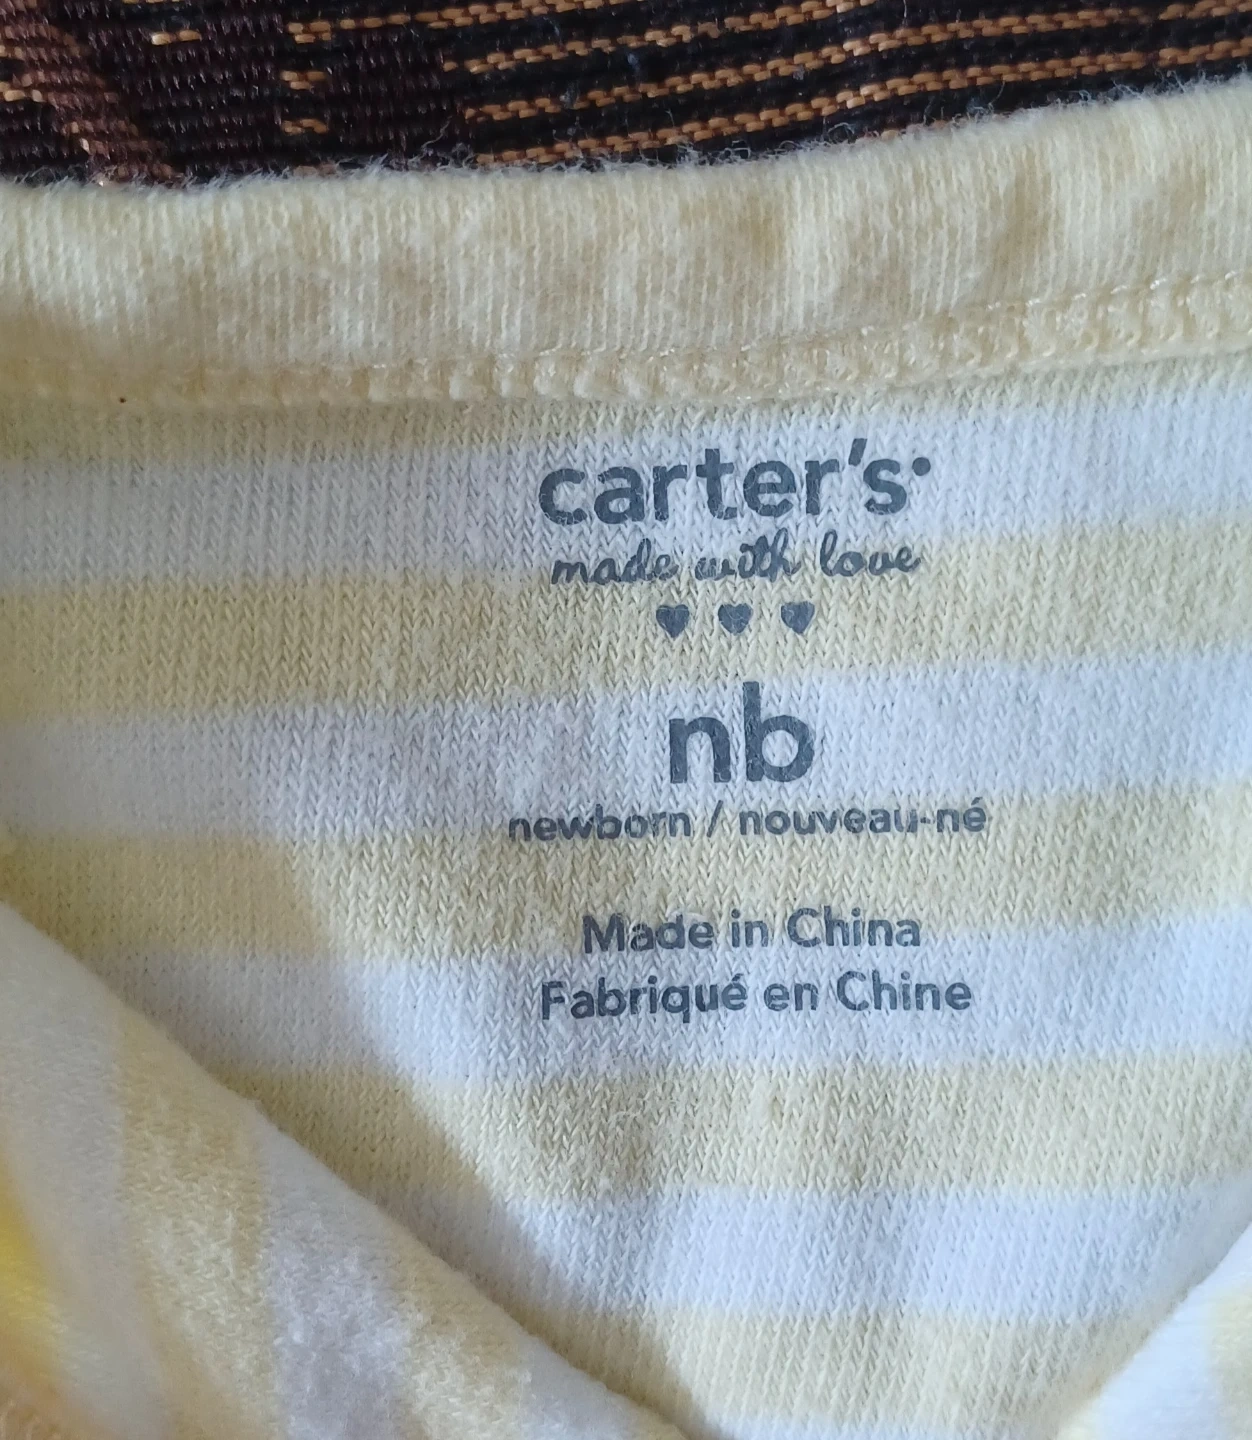 carter's
made with love
nb
newborn / nouveau-né
Made in China
Fabriqué en Chine